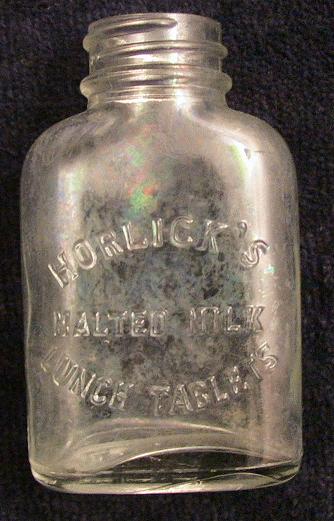 HORLICK'S
MALTED MILK
LUNCH TABLETS